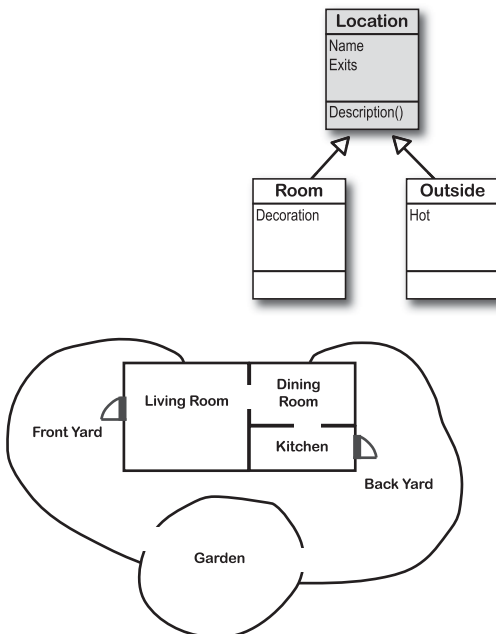 Location
Name
Exits
Description()
Room
Decoration
Outside
Hot
Living Room
Dining
Room
Kitchen
Front Yard
Back Yard
Garden